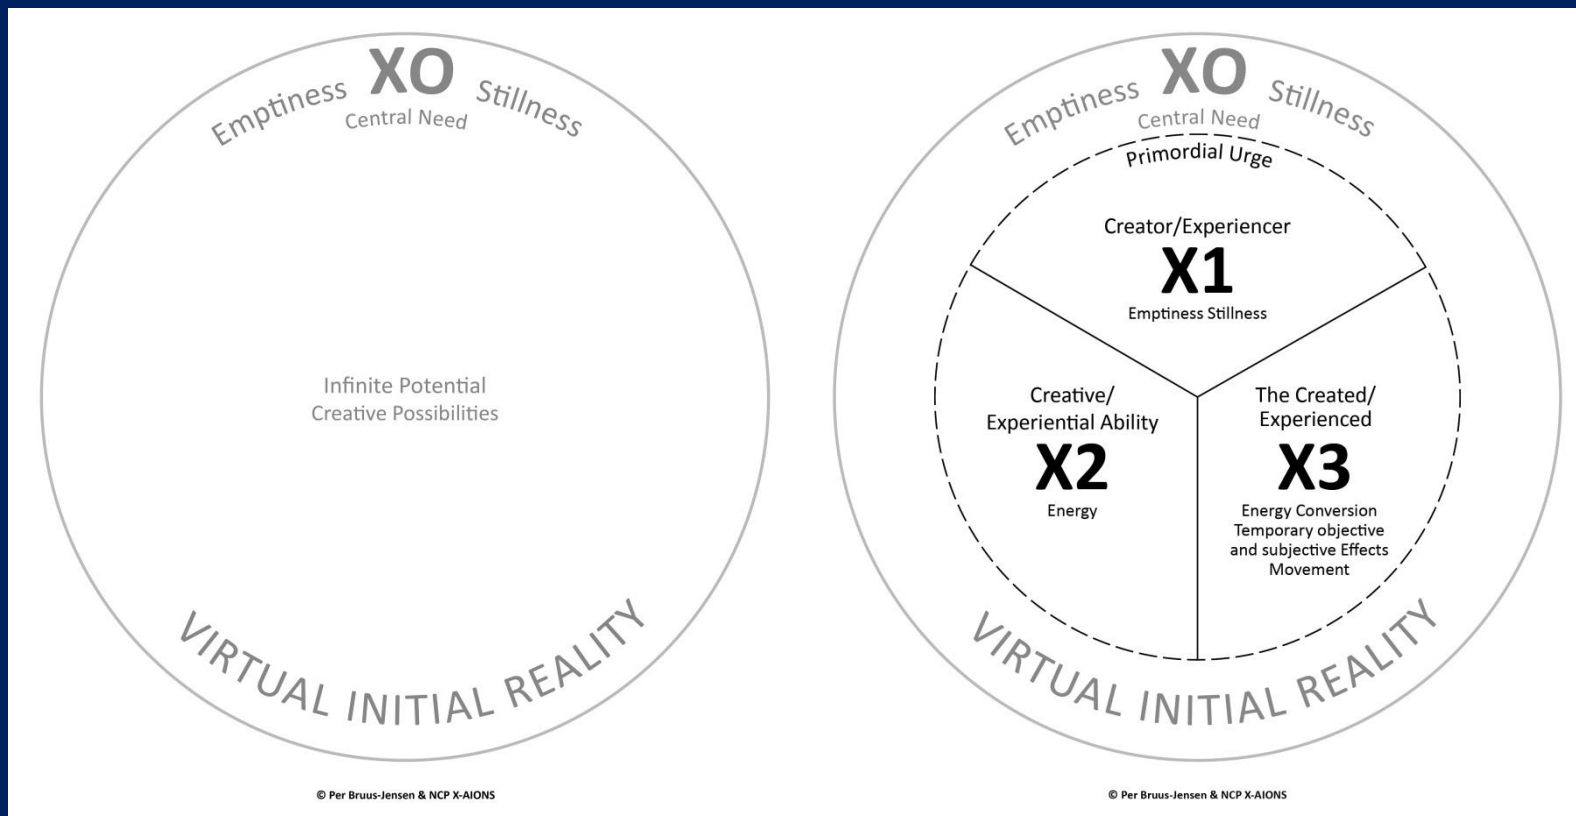 XO
Emptiness Stillness
Central Need
Infinite Potential
Creative Possibilities
VIRTUAL INITIAL REALITY
© Per Bruus-Jensen & NCP X-AIONS
XO
Emptiness Stillness
Central Need
Primordial Urge
Creator/Experiencer
X1
Emptiness Stillness
Creative/
Experiential Ability
X2
Energy
The Created/
Experienced
X3
Energy Conversion
Temporary objective
and subjective Effects
Movement
VIRTUAL INITIAL REALITY
© Per Bruus-Jensen & NCP X-AIONS